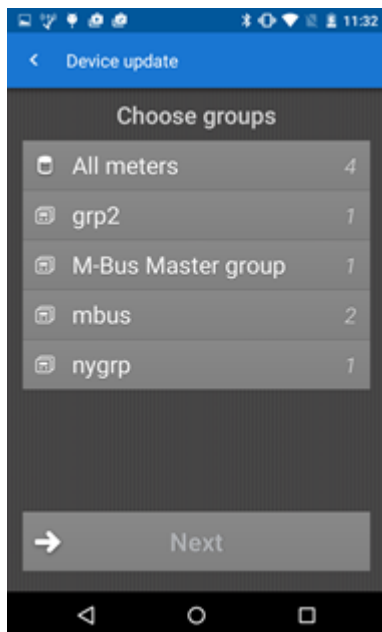 11:32
Device update
Choose groups
All meters 4
grp2 1
M-Bus Master group 1
mbus 2
nygrp 1
Next